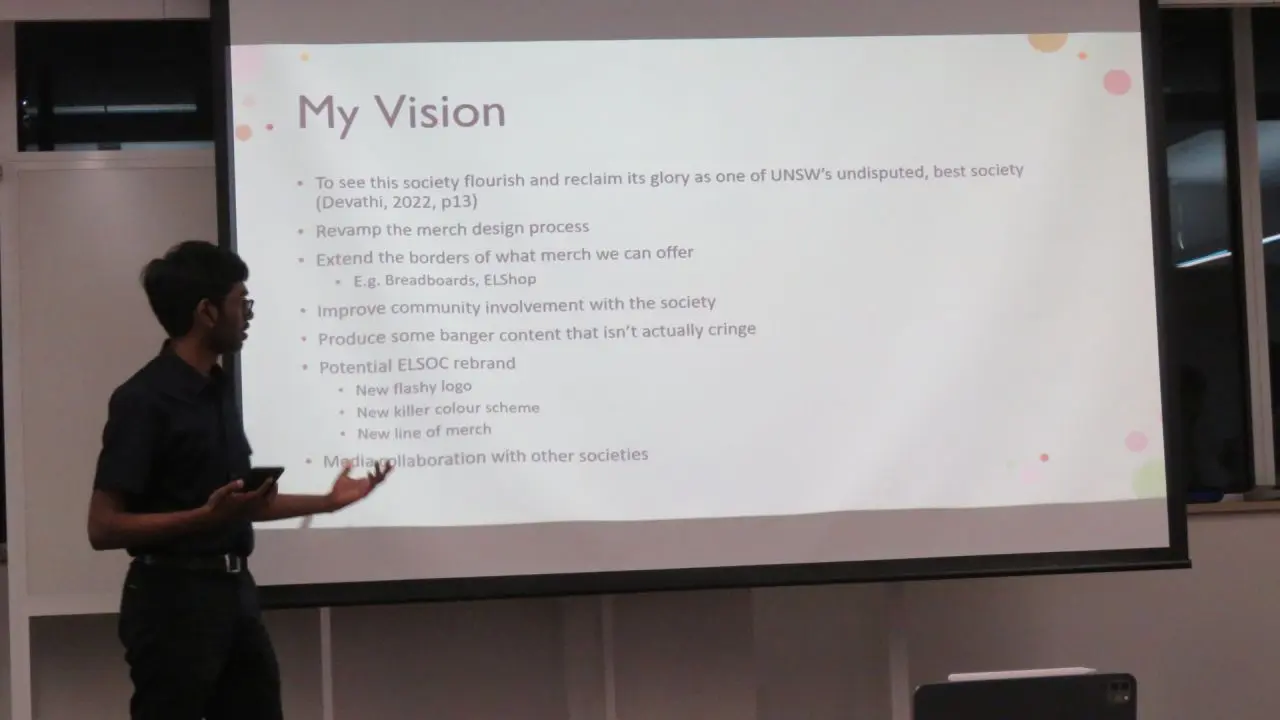 My Vision
• To see this society flourish and reclaim its glory as one of UNSW's undisputed, best society
(Devathi, 2022, p13)
• Revamp the merch design process
• Extend the borders of what merch we can offer
• E.g. Breadboards, ELShop
• Improve community involvement with the society
• Produce some banger content that isn't actually cringe
• Potential ELSOC rebrand
• New flashy logo
• New killer colour scheme
• New line of merch
• Media collaboration with other societies